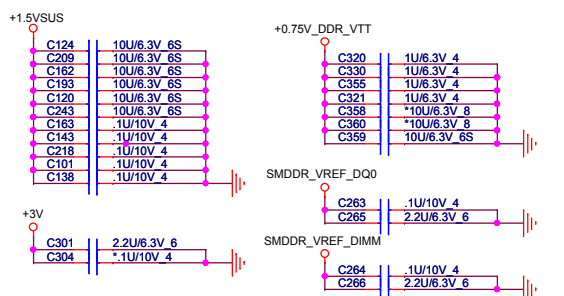 +1.5VSUS
C124 10U/6.3V_6S
C209 10U/6.3V_6S
C162 10U/6.3V_6S
C193 10U/6.3V_6S
C120 10U/6.3V_6S
C243 10U/6.3V_6S
C163 .1U/10V_4
C143 .1U/10V_4
C218 .1U/10V_4
C101 .1U/10V_4
C138 .1U/10V_4
+3V
C301 2.2U/6.3V_6
C304 *.1U/10V_4
+0.75V_DDR_VTT
C320 1U/6.3V_4
C330 1U/6.3V_4
C355 1U/6.3V_4
C321 1U/6.3V_4
C358 *10U/6.3V_8
C360 *10U/6.3V_8
C359 10U/6.3V_6S
SMDDR_VREF_DQ0
C263 .1U/10V_4
C265 2.2U/6.3V_6
SMDDR_VREF_DIMM
C264 .1U/10V_4
C266 2.2U/6.3V_6